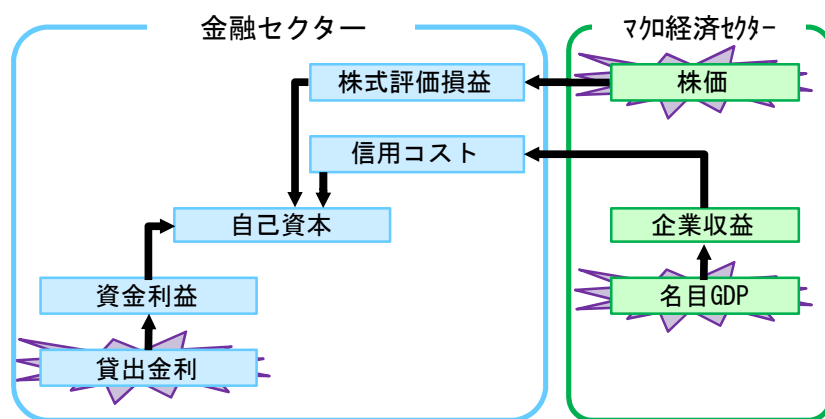 金融セクター
ﾏｸﾛ経済ｾｸﾀｰ
株式評価損益
株価
信用コスト
自己資本
企業収益
資金利益
名目GDP
貸出金利